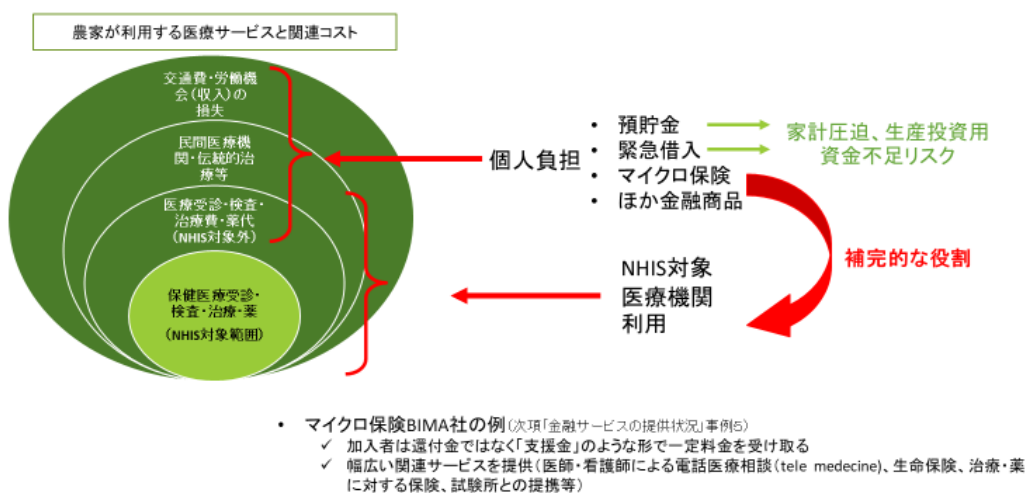 農家が利用する医療サービスと関連コスト
交通費・労働機
会（収入）の
損失
民間医療機
関・伝統的治
療等
医療受診・検査・
治療費・薬代
（NHIS対象外）
保健医療受診・
検査・治療・薬
（NHIS対象範囲）
個人負担
• 預貯金
• 緊急借入
• マイクロ保険
• ほか金融商品
家計圧迫、生産投資用
資金不足リスク
補完的な役割
NHIS対象
医療機関
利用
• マイクロ保険BIMA社の例（次項「金融サービスの提供状況」事例5）
✓ 加入者は還付金ではなく「支援金」のような形で一定料金を受け取る
✓ 幅広い関連サービスを提供（医師・看護師による電話医療相談（tele medecine)、生命保険、治療・薬
に対する保険、試験所との提携等）